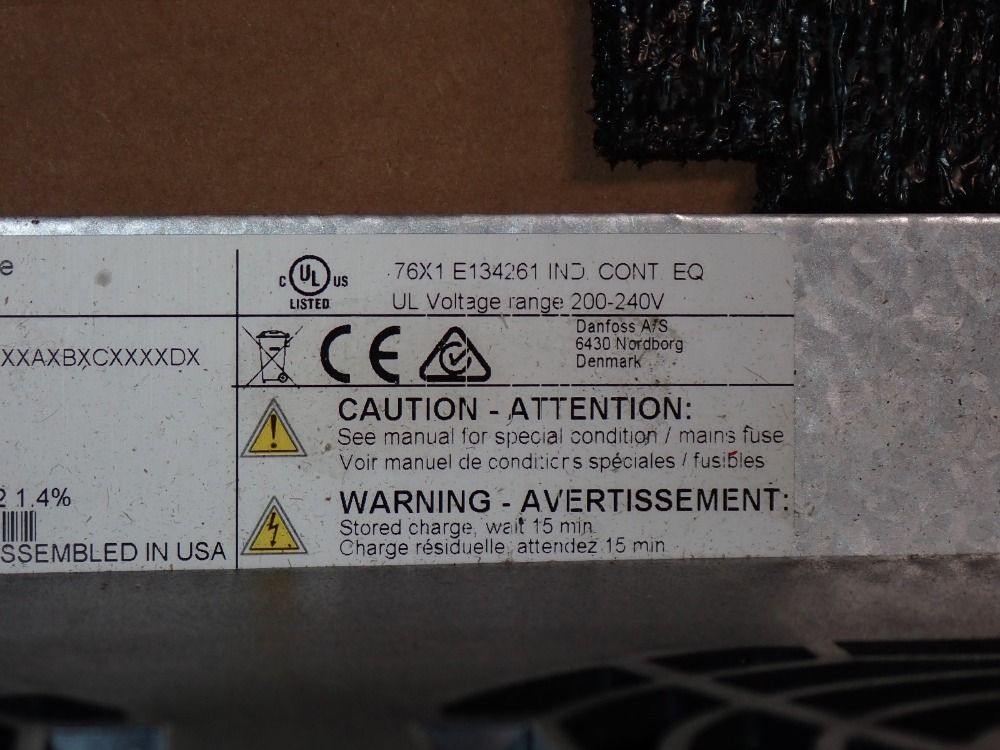 e
C UL US
LISTED
76X1 E134261 IND. CONT. EQ
UL Voltage range 200-240V
XXAXBXCXXXXDX
CE
Danfoss A/S
6430 Nordborg
Denmark
CAUTION - ATTENTION:
See manual for special condition / mains fuse
Voir manuel de conditions spéciales / fusibles
2 1.4%
WARNING - AVERTISSEMENT:
Stored charge, wait 15 min.
Charge résiduelle, attendez 15 min.
SSEMBLED IN USA